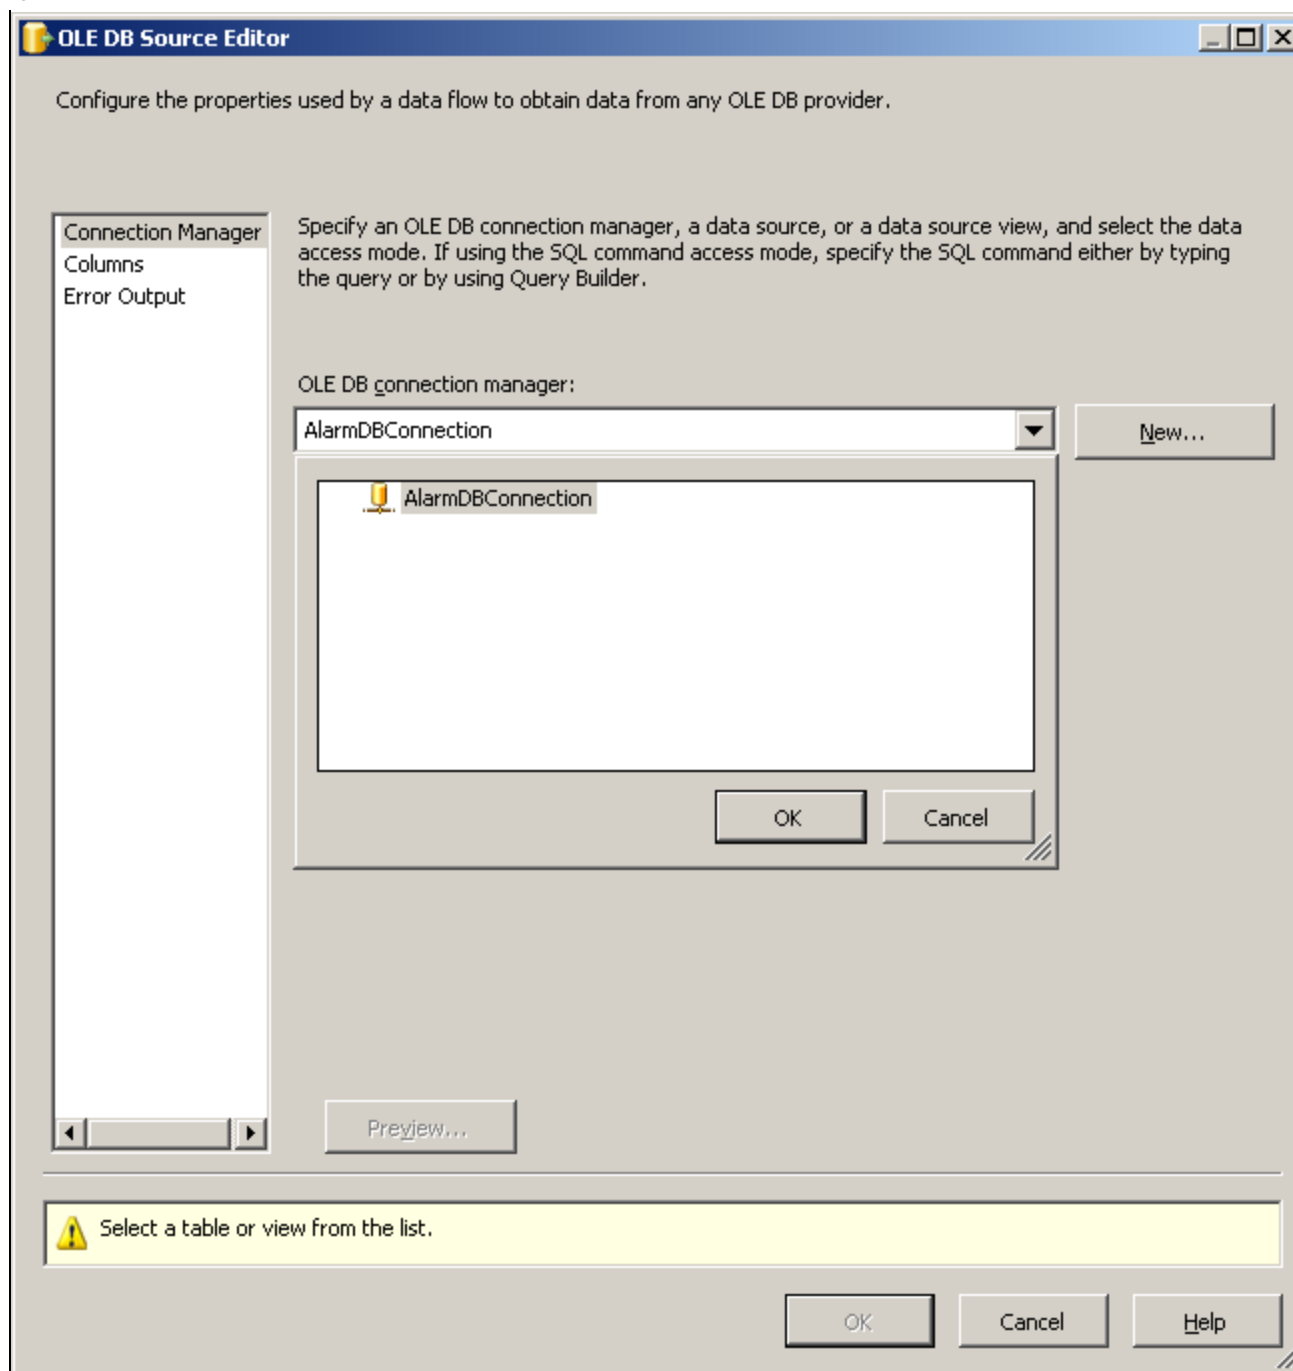 OLE DB Source Editor
Configure the properties used by a data flow to obtain data from any OLE DB provider.
Connection Manager
Columns
Error Output
Specify an OLE DB connection manager, a data source, or a data source view, and select the data
access mode. If using the SQL command access mode, specify the SQL command either by typing
the query or by using Query Builder.
OLE DB connection manager:
AlarmDBConnection
New...
AlarmDBConnection
OK
Cancel
Preview...
Select a table or view from the list.
OK
Cancel
Help